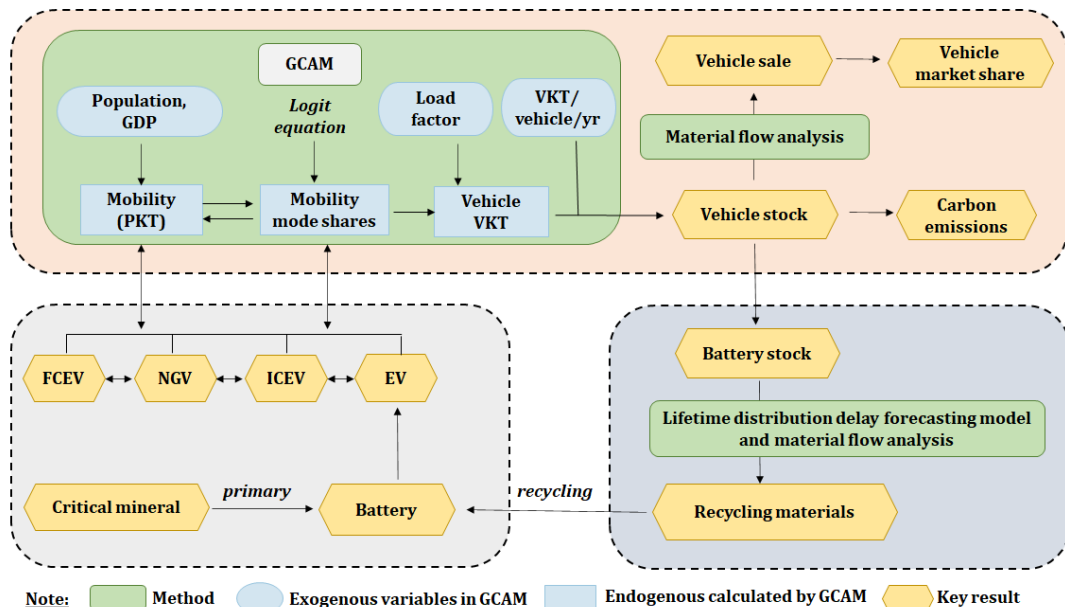 GCAM
Population,
GDP
Logit
equation
Load
factor
VKT/
vehicle/yr
Mobility
(PKT)
Mobility
mode shares
Vehicle
VKT
Vehicle sale
Vehicle
market share
Material flow analysis
Vehicle stock
Carbon
emissions
FCEV
NGV
ICEV
EV
Critical mineral
primary
Battery
recycling
Battery stock
Lifetime distribution delay forecasting model
and material flow analysis
Recycling materials
Note:
Method
Exogenous variables in GCAM
Endogenous calculated by GCAM
Key result